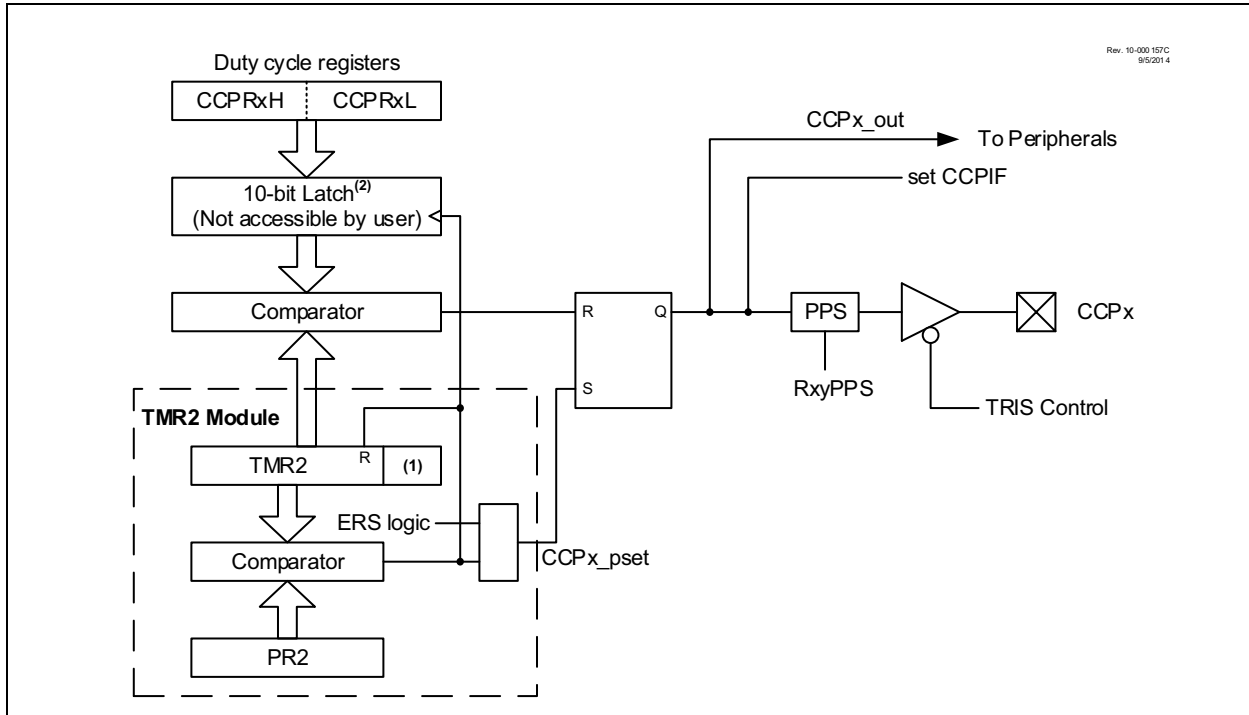 Rev. 10-000 157C
9/5/201 4
Duty cycle registers
CCPRxH CCPRxL
CCPx_out
To Peripherals
set CCPIF
10-bit Latch(2)
(Not accessible by user)
Comparator
R Q
PPS
CCPx
S
RxyPPS
TRIS Control
TMR2 Module
R
TMR2 (1)
ERS logic
Comparator
CCPx_pset
PR2